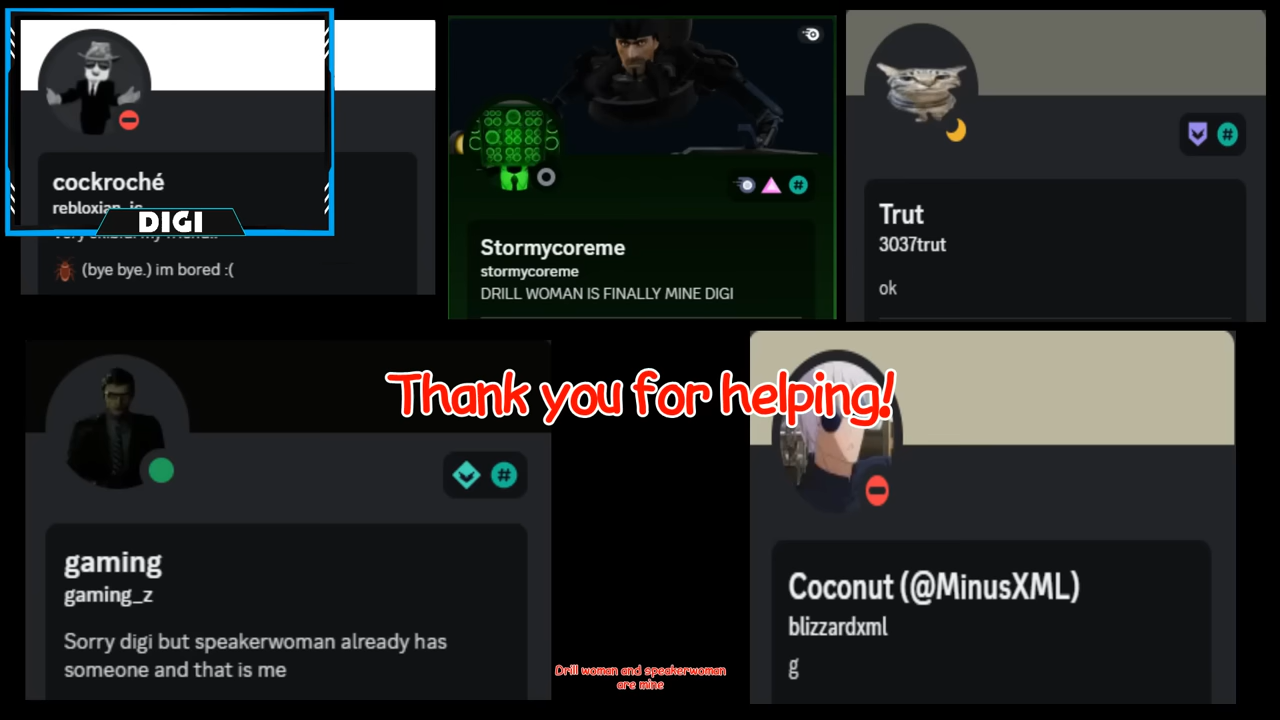 cockroché
DIGI
🪳 (bye bye.) im bored :(
Stormycoreme
stormycoreme
DRILL WOMAN IS FINALLY MINE DIGI
Trut
3037trut
ok
Thank you for helping!
gaming
gaming_z
Sorry digi but speakerwoman already has
someone and that is me
Drill woman and speakerwoman
are mine
Coconut (@MinusXML)
blizzardxml
g